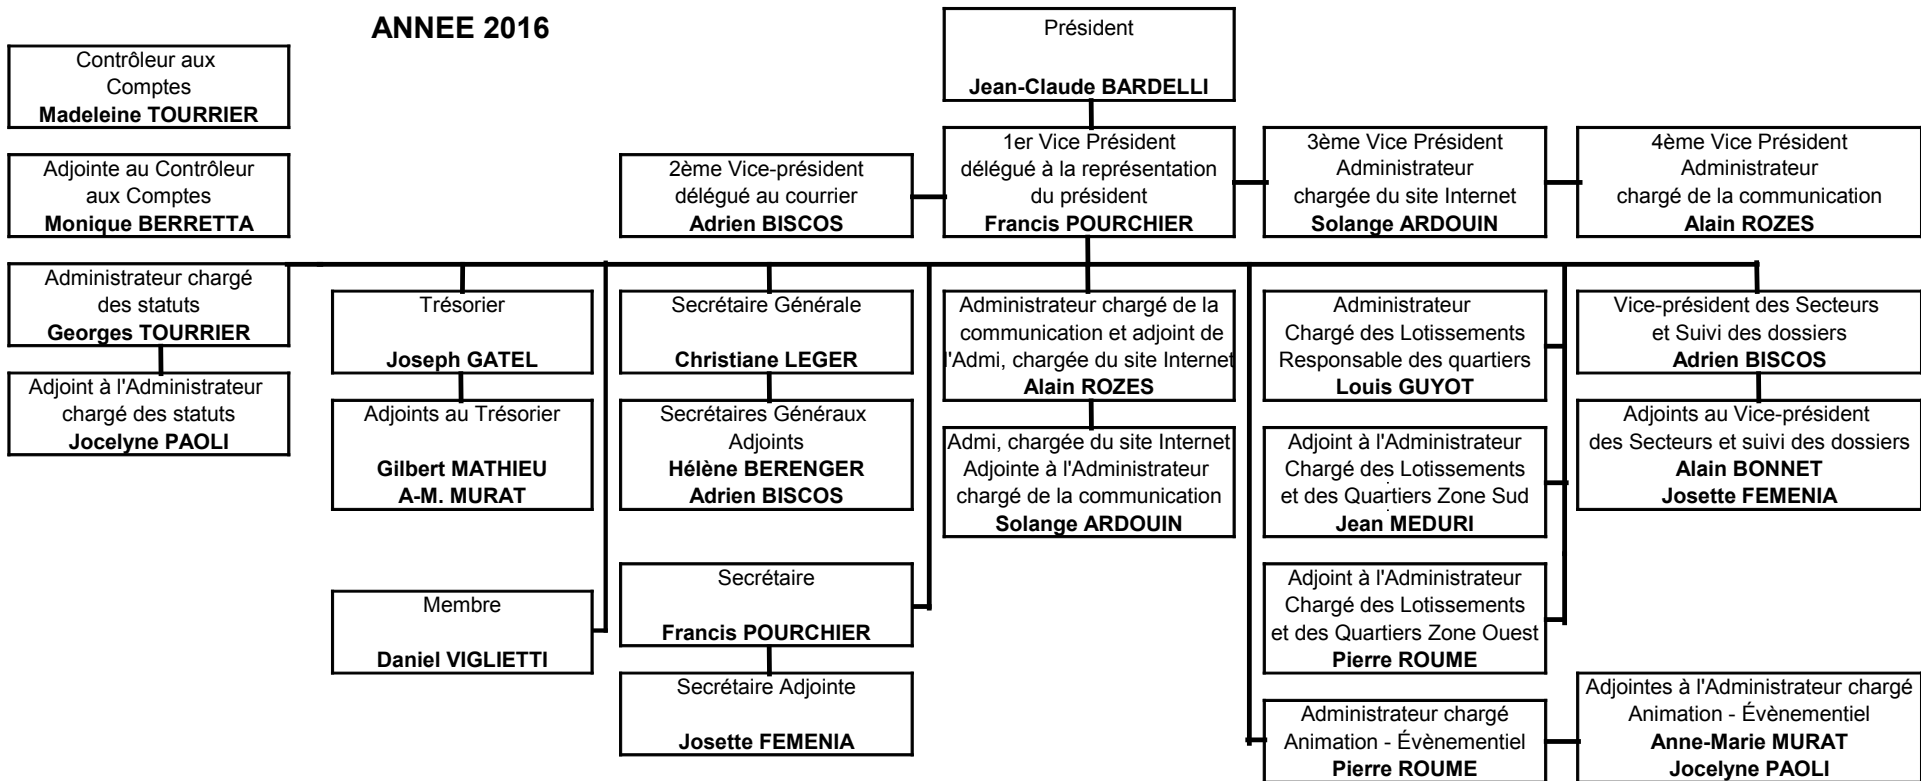 ANNEE 2016
Président
Jean-Claude BARDELLI
Contrôleur aux
Comptes
Madeleine TOURRIER
Adjointe au Contrôleur
aux Comptes
Monique BERRETTA
2ème Vice-président
délégué au courrier
Adrien BISCOS
1er Vice Président
délégué à la représentation
du président
Francis POURCHIER
3ème Vice Président
Administrateur
chargée du site Internet
Solange ARDOUIN
4ème Vice Président
Administrateur
chargé de la communication
Alain ROZES
Administrateur chargé
des statuts
Georges TOURRIER
Adjoint à l'Administrateur
chargé des statuts
Jocelyne PAOLI
Trésorier
Joseph GATEL
Adjoints au Trésorier
Gilbert MATHIEU
A-M. MURAT
Membre
Daniel VIGLIETTI
Secrétaire Générale
Christiane LEGER
Secrétaires Généraux
Adjoints
Hélène BERENGER
Adrien BISCOS
Secrétaire
Francis POURCHIER
Secrétaire Adjointe
Josette FEMENIA
Administrateur chargé de la
communication et adjoint de
l'Admi, chargée du site Internet
Alain ROZES
Admi, chargée du site Internet
Adjointe à l'Administrateur
chargé de la communication
Solange ARDOUIN
Administrateur
Chargé des Lotissements
Responsable des quartiers
Louis GUYOT
Adjoint à l'Administrateur
Chargé des Lotissements
et des Quartiers Zone Sud
Jean MEDURI
Adjoint à l'Administrateur
Chargé des Lotissements
et des Quartiers Zone Ouest
Pierre ROUME
Administrateur chargé
Animation - Évènementiel
Pierre ROUME
Vice-président des Secteurs
et Suivi des dossiers
Adrien BISCOS
Adjoints au Vice-président
des Secteurs et suivi des dossiers
Alain BONNET
Josette FEMENIA
Adjointes à l'Administrateur chargé
Animation - Évènementiel
Anne-Marie MURAT
Jocelyne PAOLI